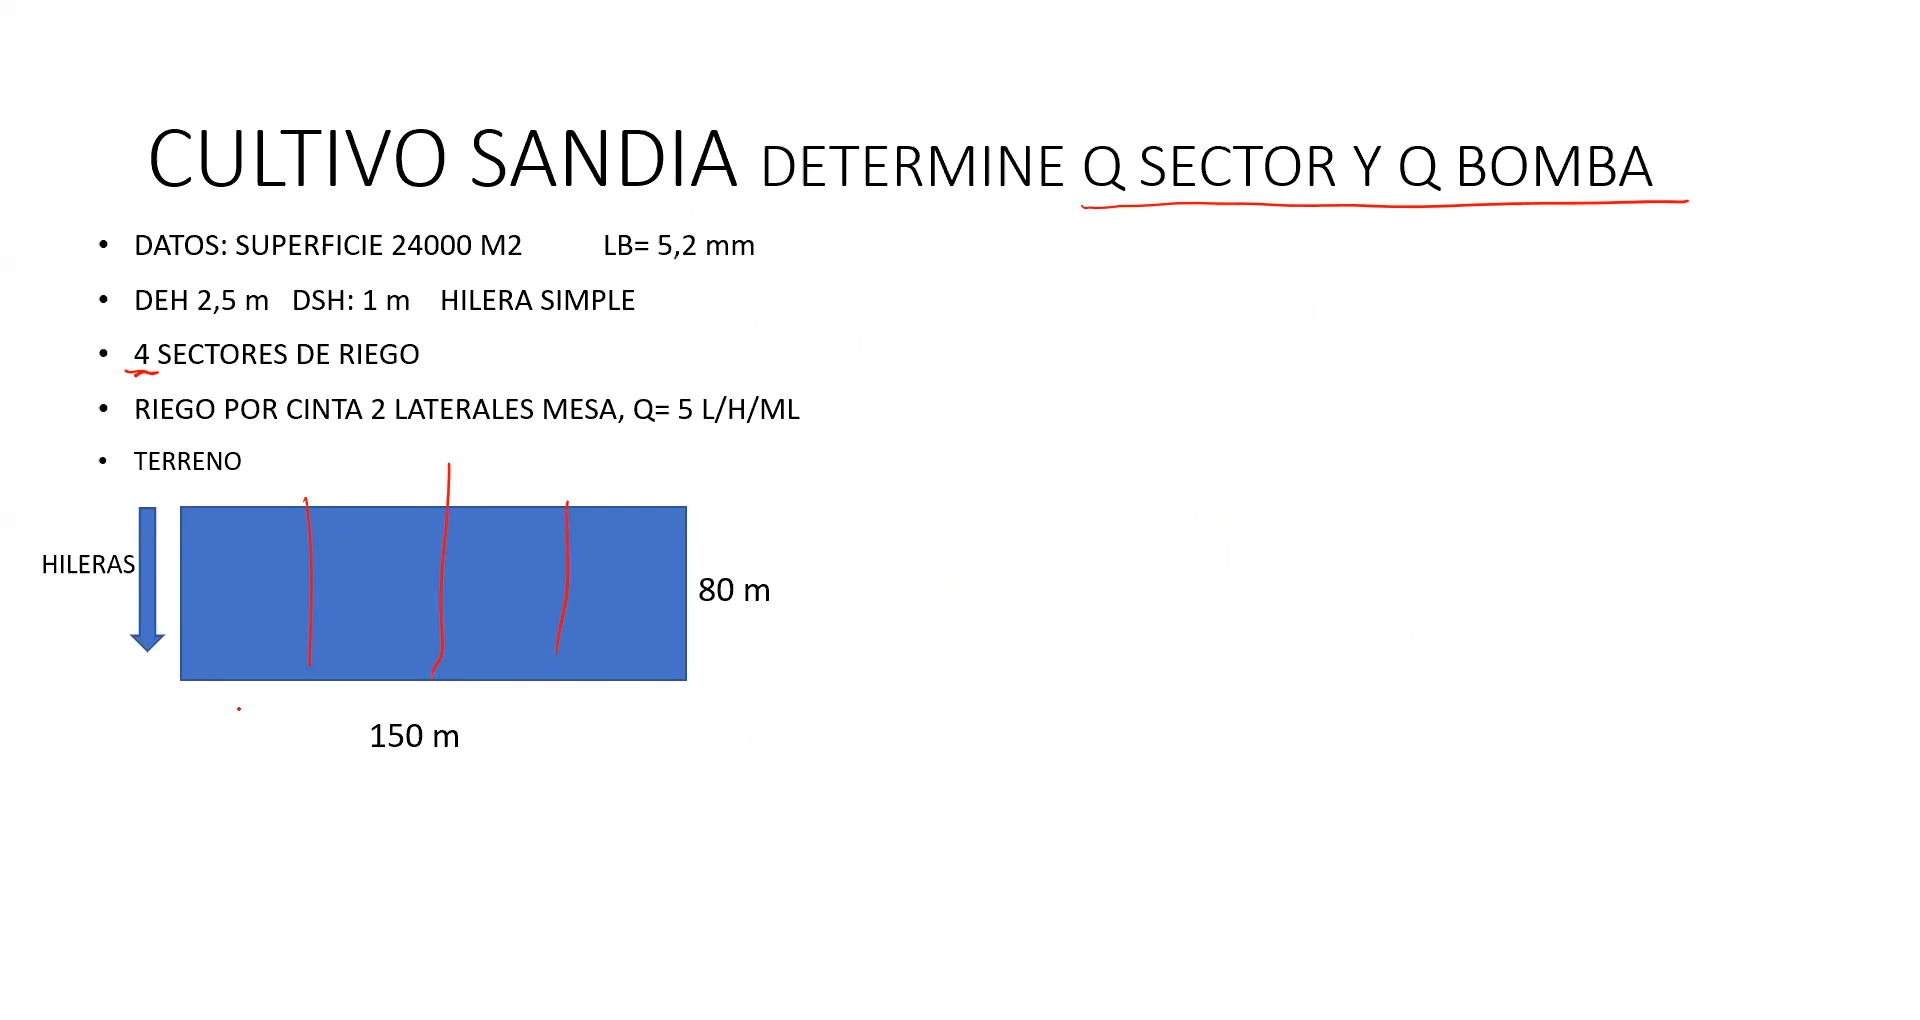 CULTIVO SANDIA DETERMINE Q SECTOR Y Q BOMBA
• DATOS: SUPERFICIE 24000 M2 LB= 5,2 mm
• DEH 2,5 m DSH: 1 m HILERA SIMPLE
• 4 SECTORES DE RIEGO
• RIEGO POR CINTA 2 LATERALES MESA, Q= 5 L/H/ML
• TERRENO
HILERAS
80 m
150 m